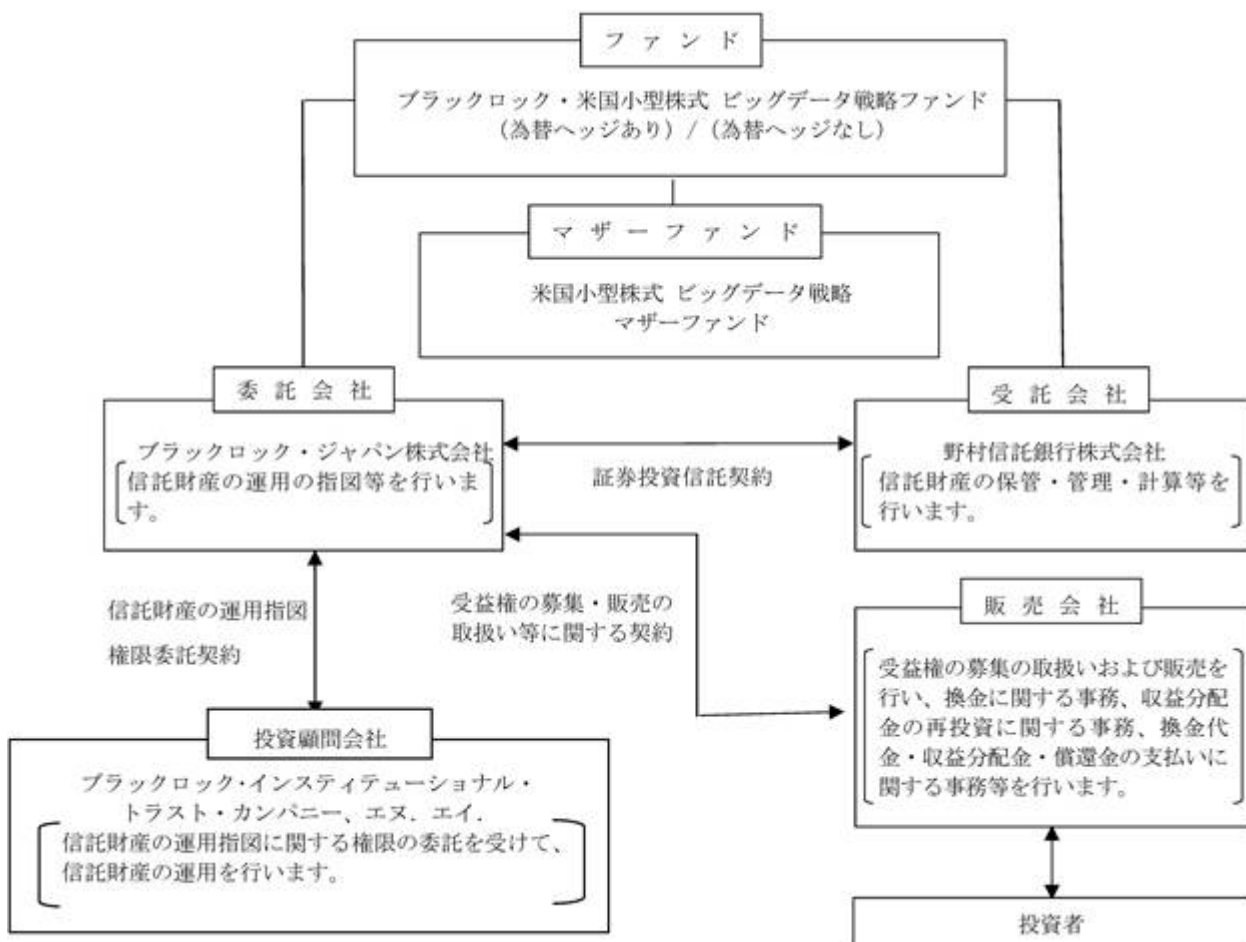 ファンド
ブラックロック・米国小型株式 ビッグデータ戦略ファンド
（為替ヘッジあり）/（為替ヘッジなし）
マザーファンド
米国小型株式 ビッグデータ戦略
マザーファンド
委託会社
ブラックロック・ジャパン株式会社
信託財産の運用の指図等を行いま
す。
証券投資信託契約
受託会社
野村信託銀行株式会社
信託財産の保管・管理・計算等を
行います。
信託財産の運用指図
権限委託契約
受益権の募集・販売の
取扱い等に関する契約
販売会社
受益権の募集の取扱いおよび販売を
行い、換金に関する事務、収益分配
金の再投資に関する事務、換金代
金・収益分配金・償還金の支払いに
関する事務等を行います。
投資顧問会社
ブラックロック・インスティテューショナル・
トラスト・カンパニー、エヌ．エイ．
信託財産の運用指図に関する権限の委託を受けて、
信託財産の運用を行います。
投資者